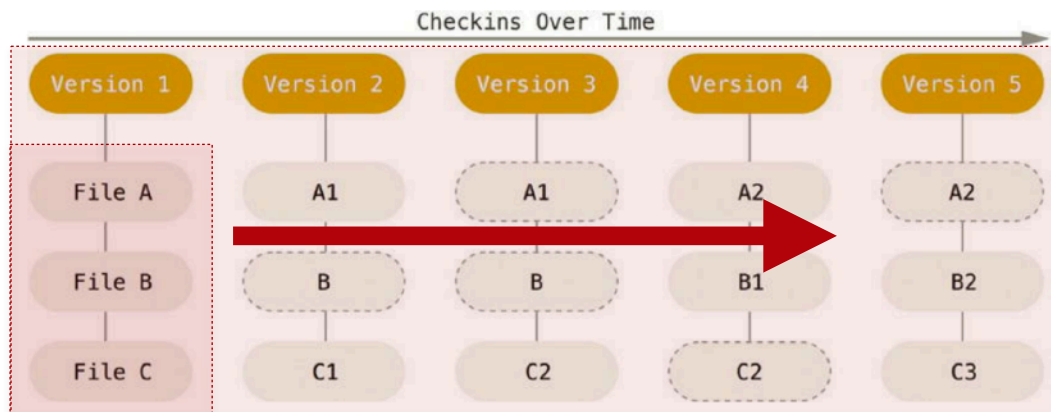 Checkins Over Time
Version 1 Version 2 Version 3 Version 4 Version 5
File A A1 A1 A2 A2
File B B B B1 B2
File C C1 C2 C2 C3